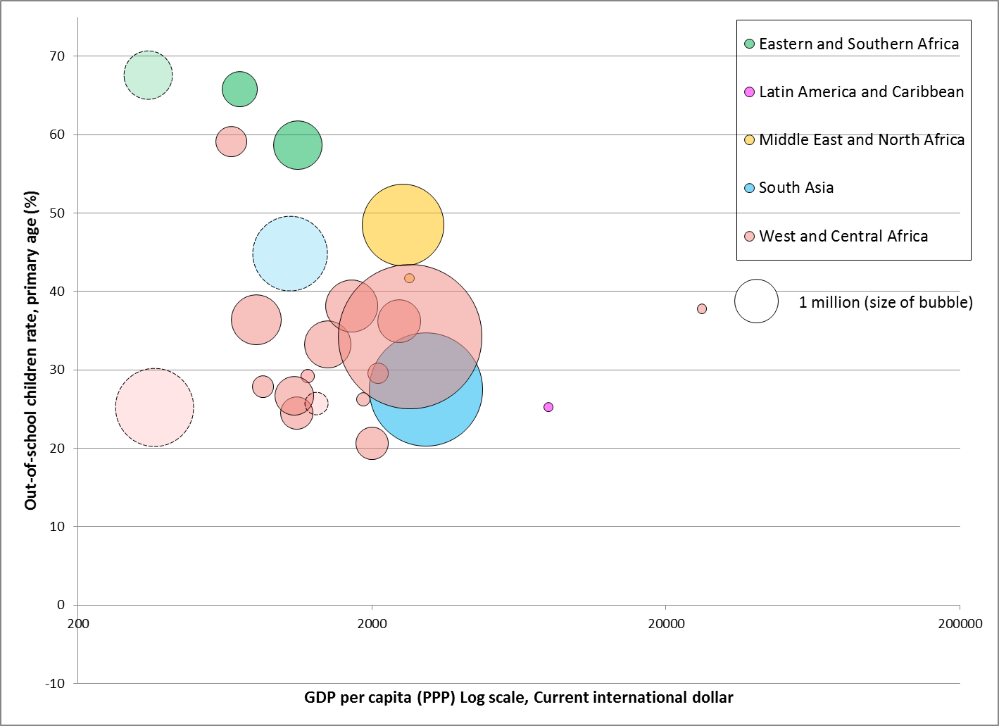 70
60
50
40
30
20
10
0
-10
200
2000
20000
200000
Out-of-school children rate, primary age (%)
GDP per capita (PPP) Log scale, Current international dollar
Eastern and Southern Africa
Latin America and Caribbean
Middle East and North Africa
South Asia
West and Central Africa
1 million (size of bubble)